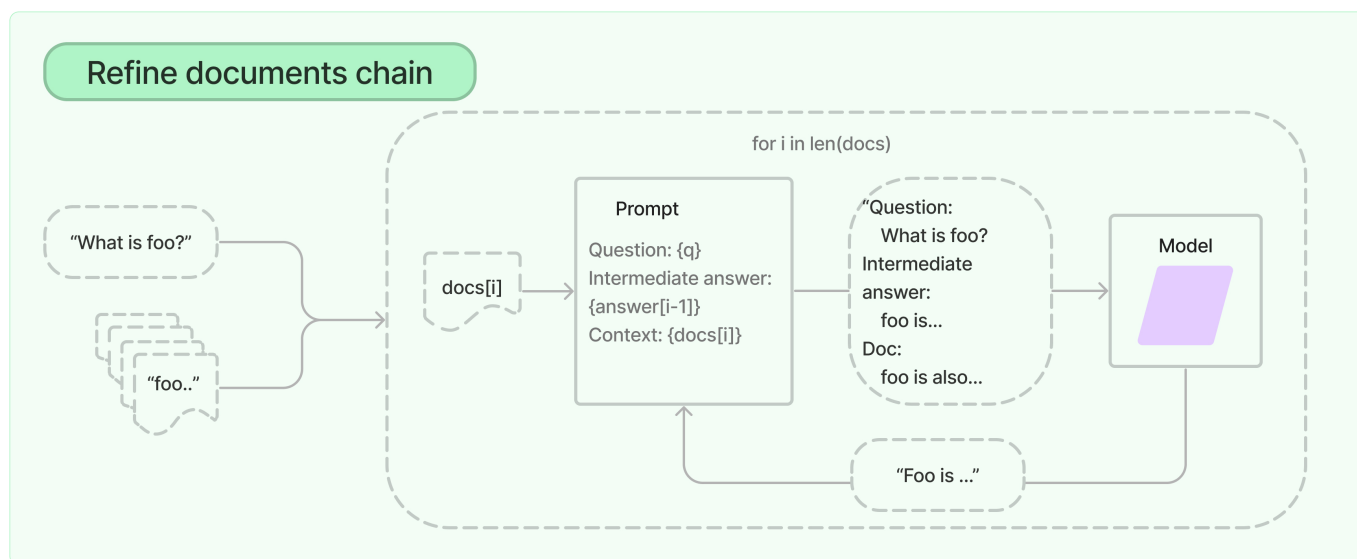 Refine documents chain
for i in len(docs)
“What is foo?”
“foo..”
docs[i]
Prompt
Question: {q}
Intermediate answer:
{answer[i-1]}
Context: {docs[i]}
“Question:
What is foo?
Intermediate
answer:
foo is...
Doc:
foo is also...
Model
“Foo is ...”